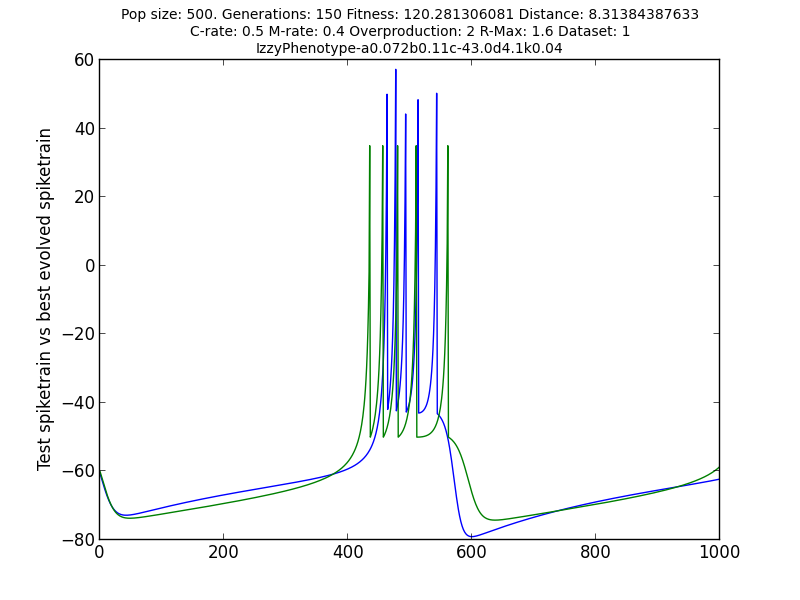 Pop size: 500. Generations: 150 Fitness: 120.281306081 Distance: 8.31384387633
C-rate: 0.5 M-rate: 0.4 Overproduction: 2 R-Max: 1.6 Dataset: 1
IzzyPhenotype-a0.072b0.11c-43.0d4.1k0.04
Test spiketrain vs best evolved spiketrain
60
40
20
0
−20
−40
−60
−80
0 200 400 600 800 1000